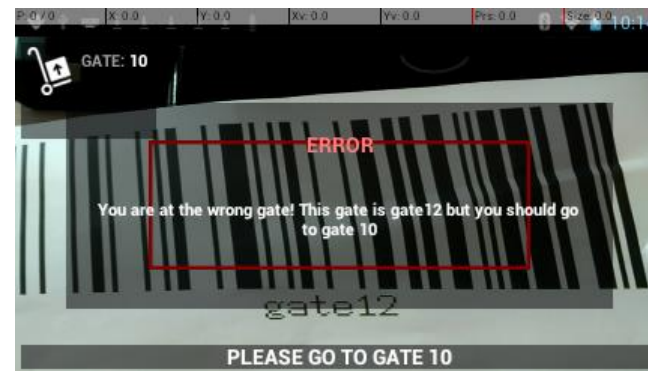 P: 0 / 0 X: 0.0 Y: 0.0 Xv: 0.0 Yv: 0.0 Prs: 0.0 Size: 0.0
GATE: 10
ERROR
You are at the wrong gate! This gate is gate12 but you should go
to gate 10
gate12
PLEASE GO TO GATE 10